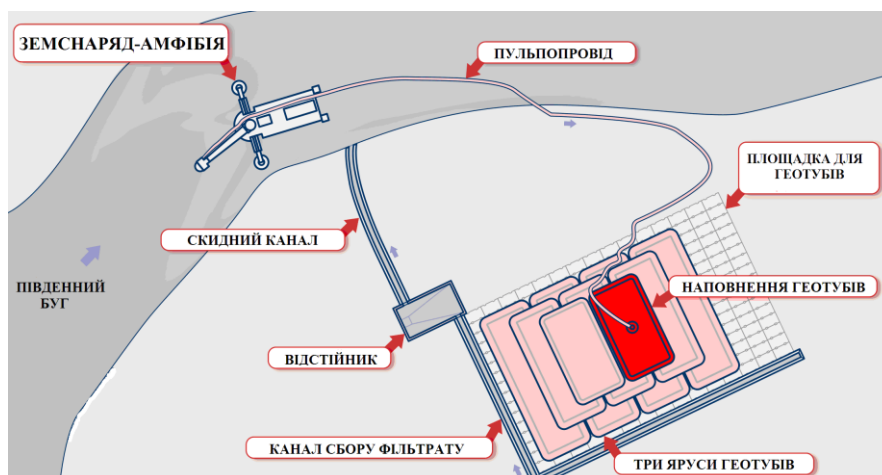 ЗЕМСНАРЯД-АМФІБІЯ
ПУЛЬПОПРОВІД
ПЛОЩАДКА ДЛЯ
ГЕОТУБІВ
СКИДНИЙ КАНАЛ
ПІВДЕННИЙ
БУГ
НАПОВНЕННЯ ГЕОТУБІВ
ВІДСТІЙНИК
КАНАЛ СБОРУ ФІЛЬТРАТУ
ТРИ ЯРУСИ ГЕОТУБІВ